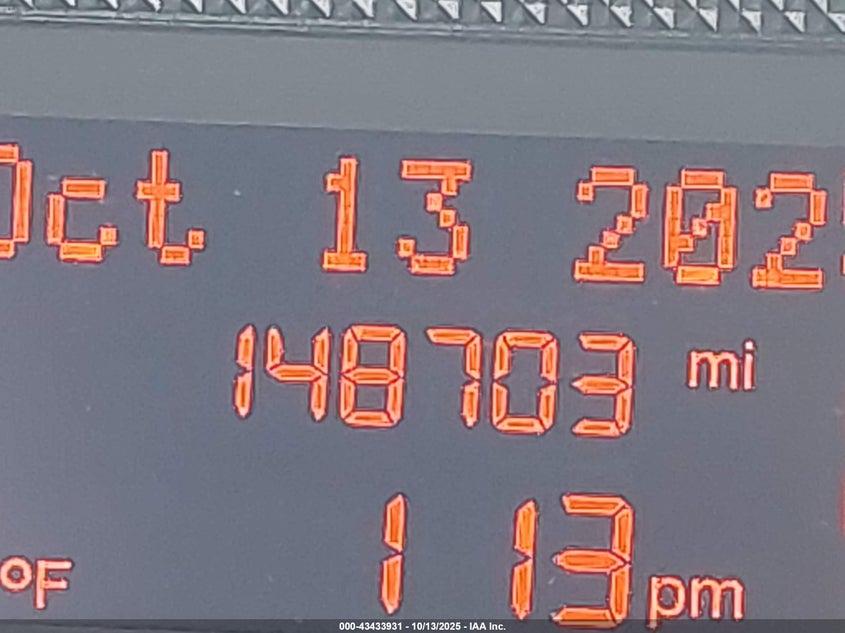 Oct 13 202
148703 mi
°F 1 13 pm
000-43433931 - 10/13/2025 - IAA Inc.